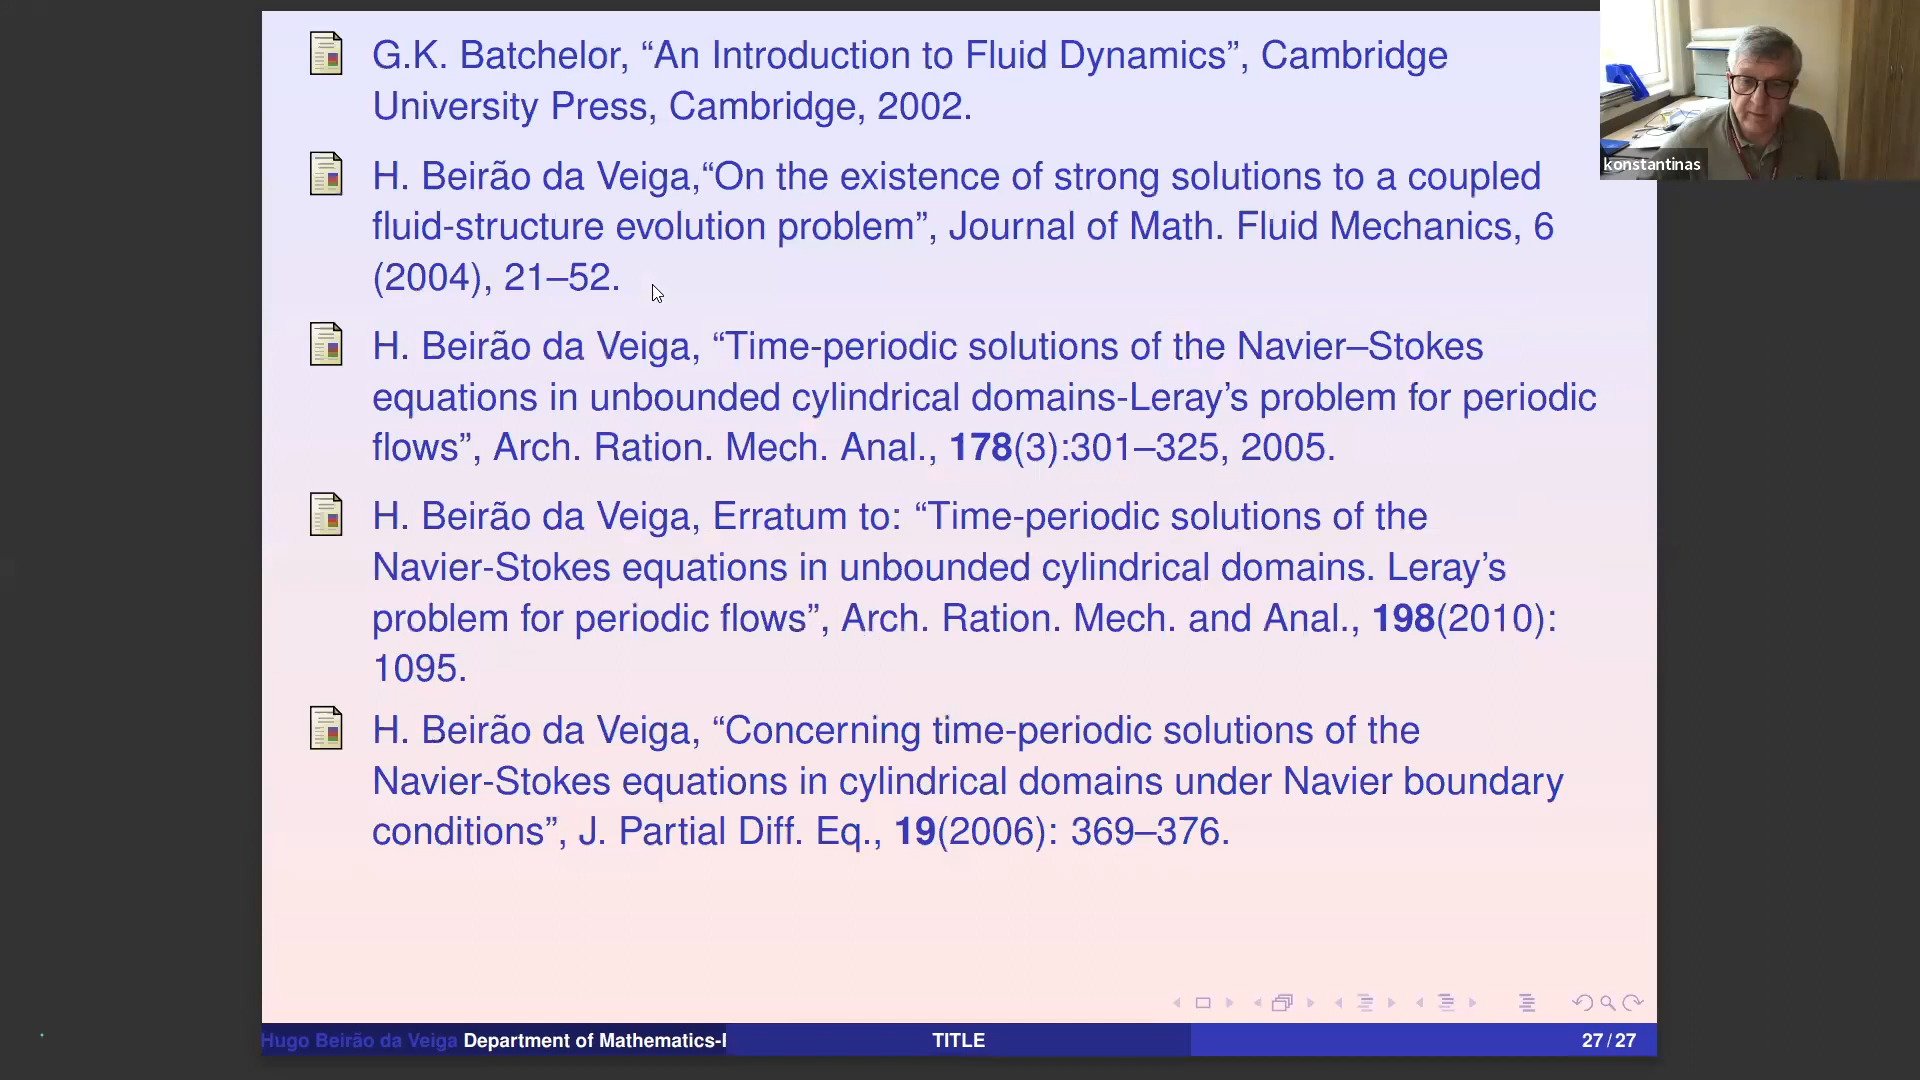 G.K. Batchelor, “An Introduction to Fluid Dynamics”, Cambridge
University Press, Cambridge, 2002.
H. Beirão da Veiga,“On the existence of strong solutions to a coupled
fluid-structure evolution problem”, Journal of Math. Fluid Mechanics, 6
(2004), 21–52.
H. Beirão da Veiga, “Time-periodic solutions of the Navier–Stokes
equations in unbounded cylindrical domains-Leray’s problem for periodic
flows”, Arch. Ration. Mech. Anal., 178(3):301–325, 2005.
H. Beirão da Veiga, Erratum to: “Time-periodic solutions of the
Navier-Stokes equations in unbounded cylindrical domains. Leray’s
problem for periodic flows”, Arch. Ration. Mech. and Anal., 198(2010):
1095.
H. Beirão da Veiga, “Concerning time-periodic solutions of the
Navier-Stokes equations in cylindrical domains under Navier boundary
conditions”, J. Partial Diff. Eq., 19(2006): 369–376.
konstantinas
Hugo Beirão da Veiga Department of Mathematics-
TITLE
27 / 27